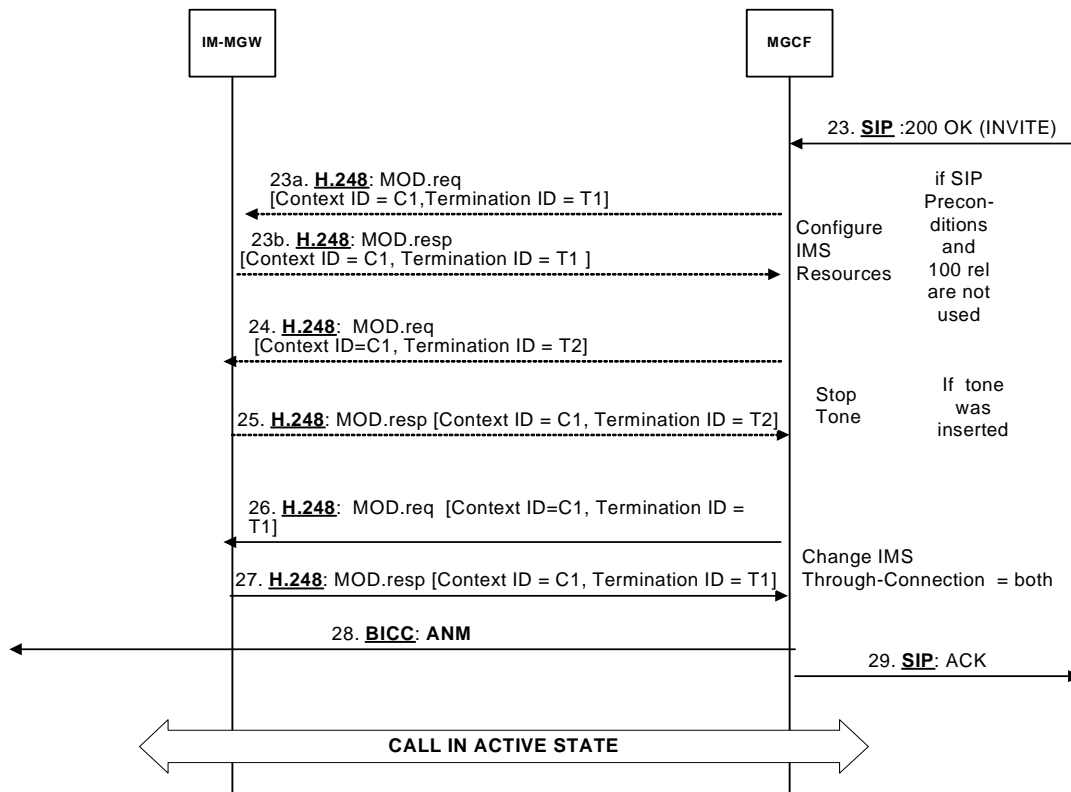 IM-MGW
MGCF
23. SIP :200 OK (INVITE)
23a. H.248: MOD.req
[Context ID = C1,Termination ID = T1]
23b. H.248: MOD.resp
[Context ID = C1, Termination ID = T1 ]
Configure
IMS
Resources
if SIP
Precon-
ditions
and
100 rel
are not
used
24. H.248: MOD.req
[Context ID=C1, Termination ID = T2]
25. H.248: MOD.resp [Context ID = C1, Termination ID = T2]
Stop
Tone
If tone
was
inserted
26. H.248: MOD.req [Context ID=C1, Termination ID =
T1]
27. H.248: MOD.resp [Context ID = C1, Termination ID = T1]
Change IMS
Through-Connection = both
28. BICC: ANM
29. SIP: ACK
CALL IN ACTIVE STATE